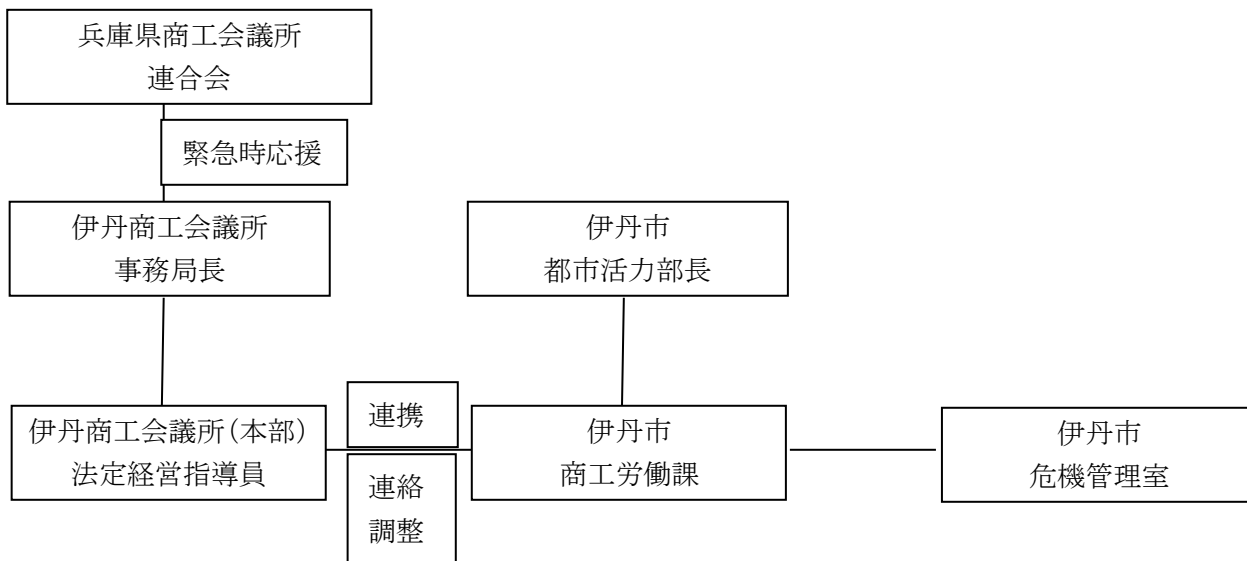 兵庫県商工会議所
連合会
緊急時応援
伊丹商工会議所
事務局長
伊丹市
都市活力部長
伊丹商工会議所(本部)
法定経営指導員
連携
連絡
調整
伊丹市
商工労働課
伊丹市
危機管理室